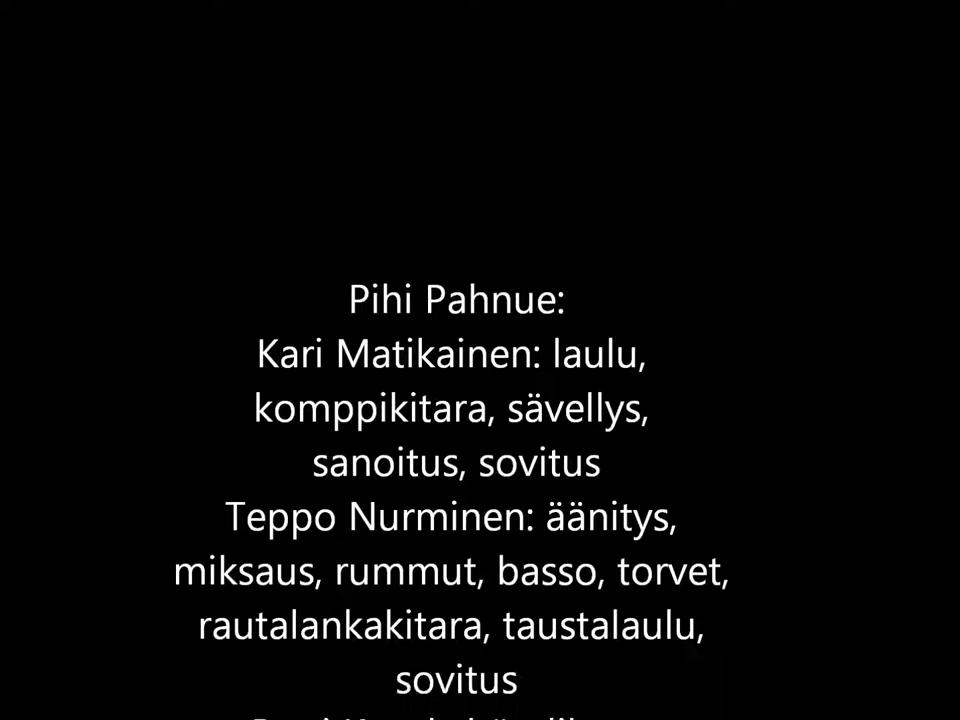 Pihi Pahnue:
Kari Matikainen: laulu,
komppikitara, sävellys,
sanoitus, sovitus
Teppo Nurminen: äänitys,
miksaus, rummut, basso, torvet,
rautalankakitara, taustalaulu,
sovitus